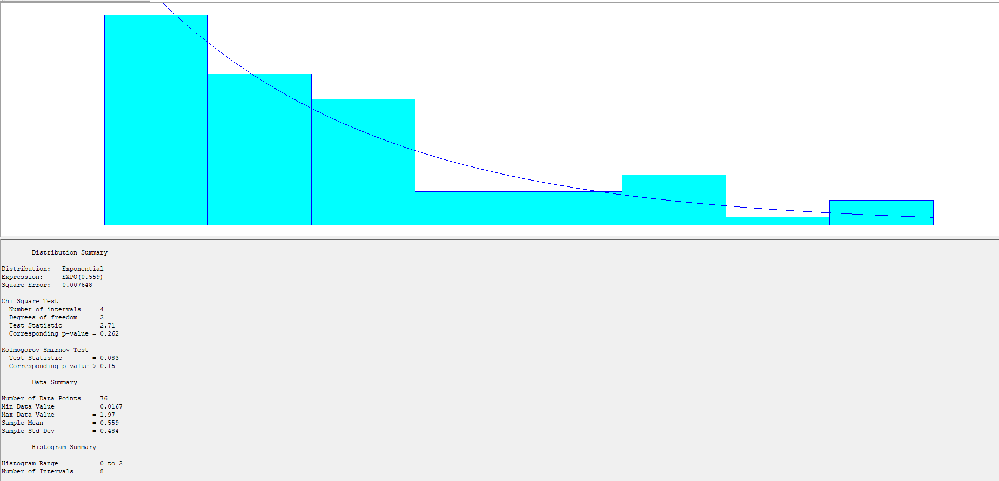 Distribution Summary
Distribution: Exponential
Expression: EXPO(0.559)
Square Error: 0.007648
Chi Square Test
Number of intervals = 4
Degrees of freedom = 2
Test Statistic = 2.71
Corresponding p-value = 0.262
Kolmogorov-Smirnov Test
Test Statistic = 0.083
Corresponding p-value > 0.15
Data Summary
Number of Data Points = 76
Min Data Value = 0.0167
Max Data Value = 1.97
Sample Mean = 0.559
Sample Std Dev = 0.484
Histogram Summary
Histogram Range = 0 to 2
Number of Intervals = 8